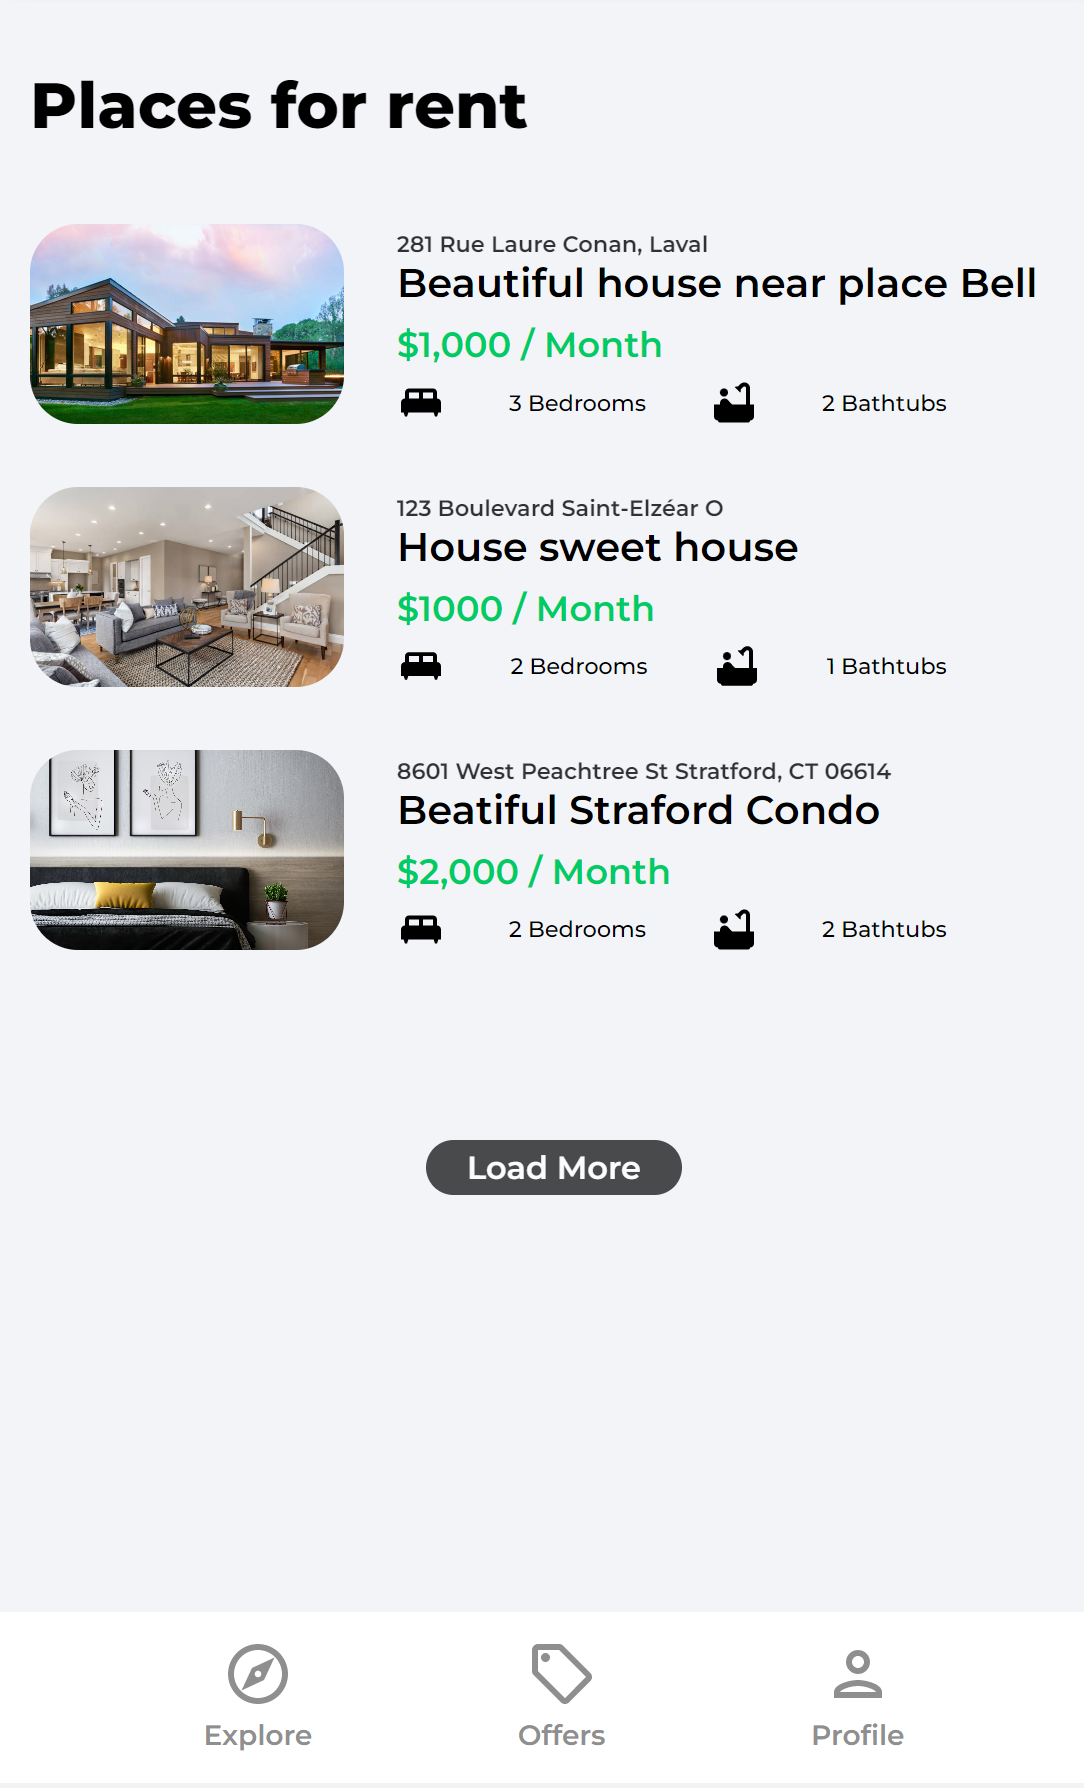 Places for rent
281 Rue Laure Conan, Laval
Beautiful house near place Bell
$1,000 / Month
3 Bedrooms 2 Bathtubs
123 Boulevard Saint-Elzéar O
House sweet house
$1000 / Month
2 Bedrooms 1 Bathtubs
8601 West Peachtree St Stratford, CT 06614
Beatiful Straford Condo
$2,000 / Month
2 Bedrooms 2 Bathtubs
Load More
Explore Offers Profile